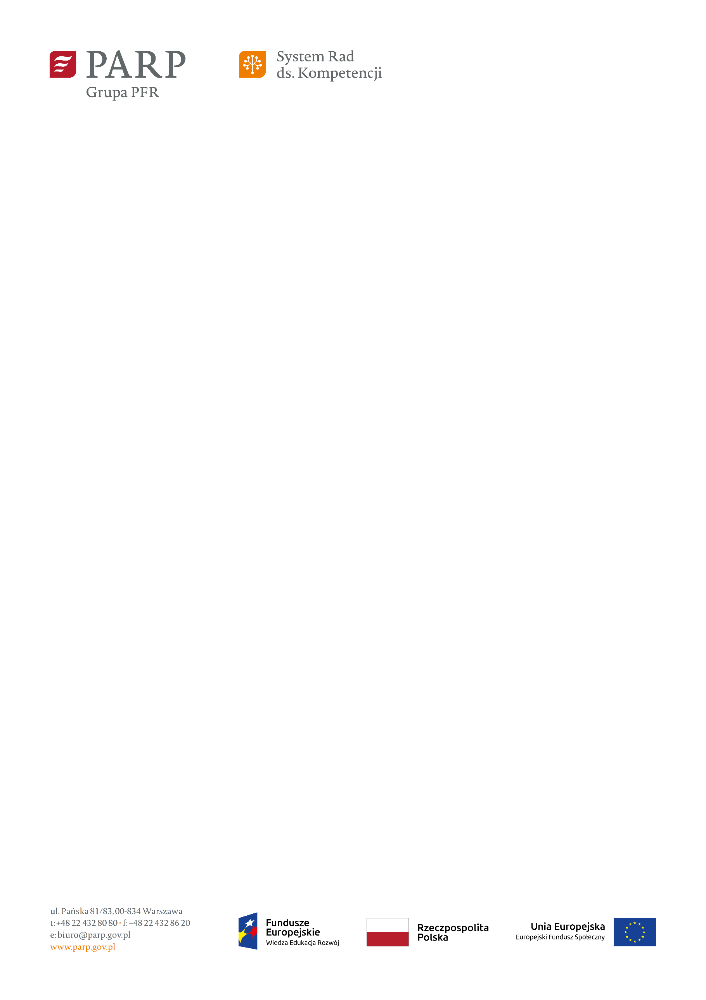 PARP
Grupa PFR
System Rad
ds. Kompetencji
ul. Pańska 81/83, 00-834 Warszawa
t: +48 22 432 80 80 · f: +48 22 432 86 20
e: biuro@parp.gov.pl
www.parp.gov.pl
Fundusze
Europejskie
Wiedza Edukacja Rozwój
Rzeczpospolita
Polska
Unia Europejska
Europejski Fundusz Społeczny